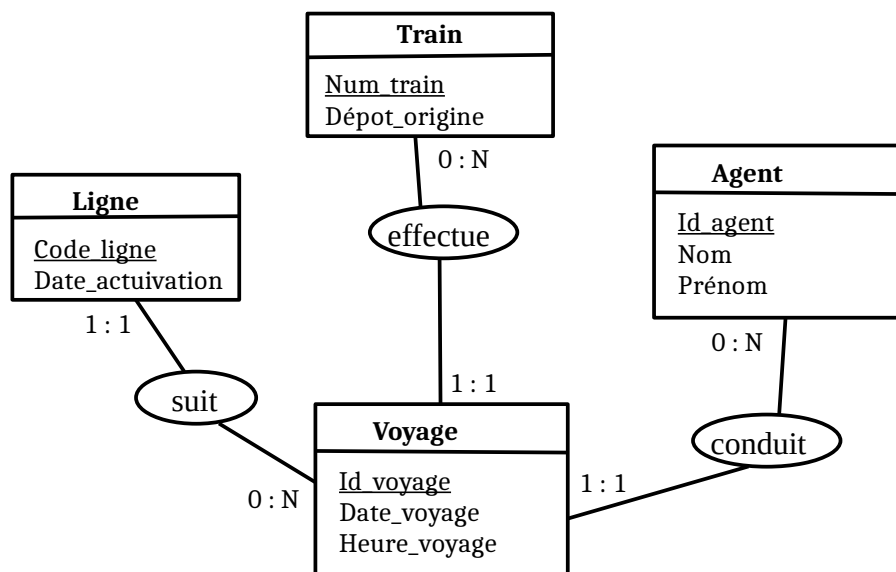 Train
Num_train
Dépot_origine
0 : N
effectue
1 : 1
Agent
Id_agent
Nom
Prénom
0 : N
conduit
1 : 1
Ligne
Code_ligne
Date_actuivation
1 : 1
suit
0 : N
Voyage
Id_voyage
Date_voyage
Heure_voyage